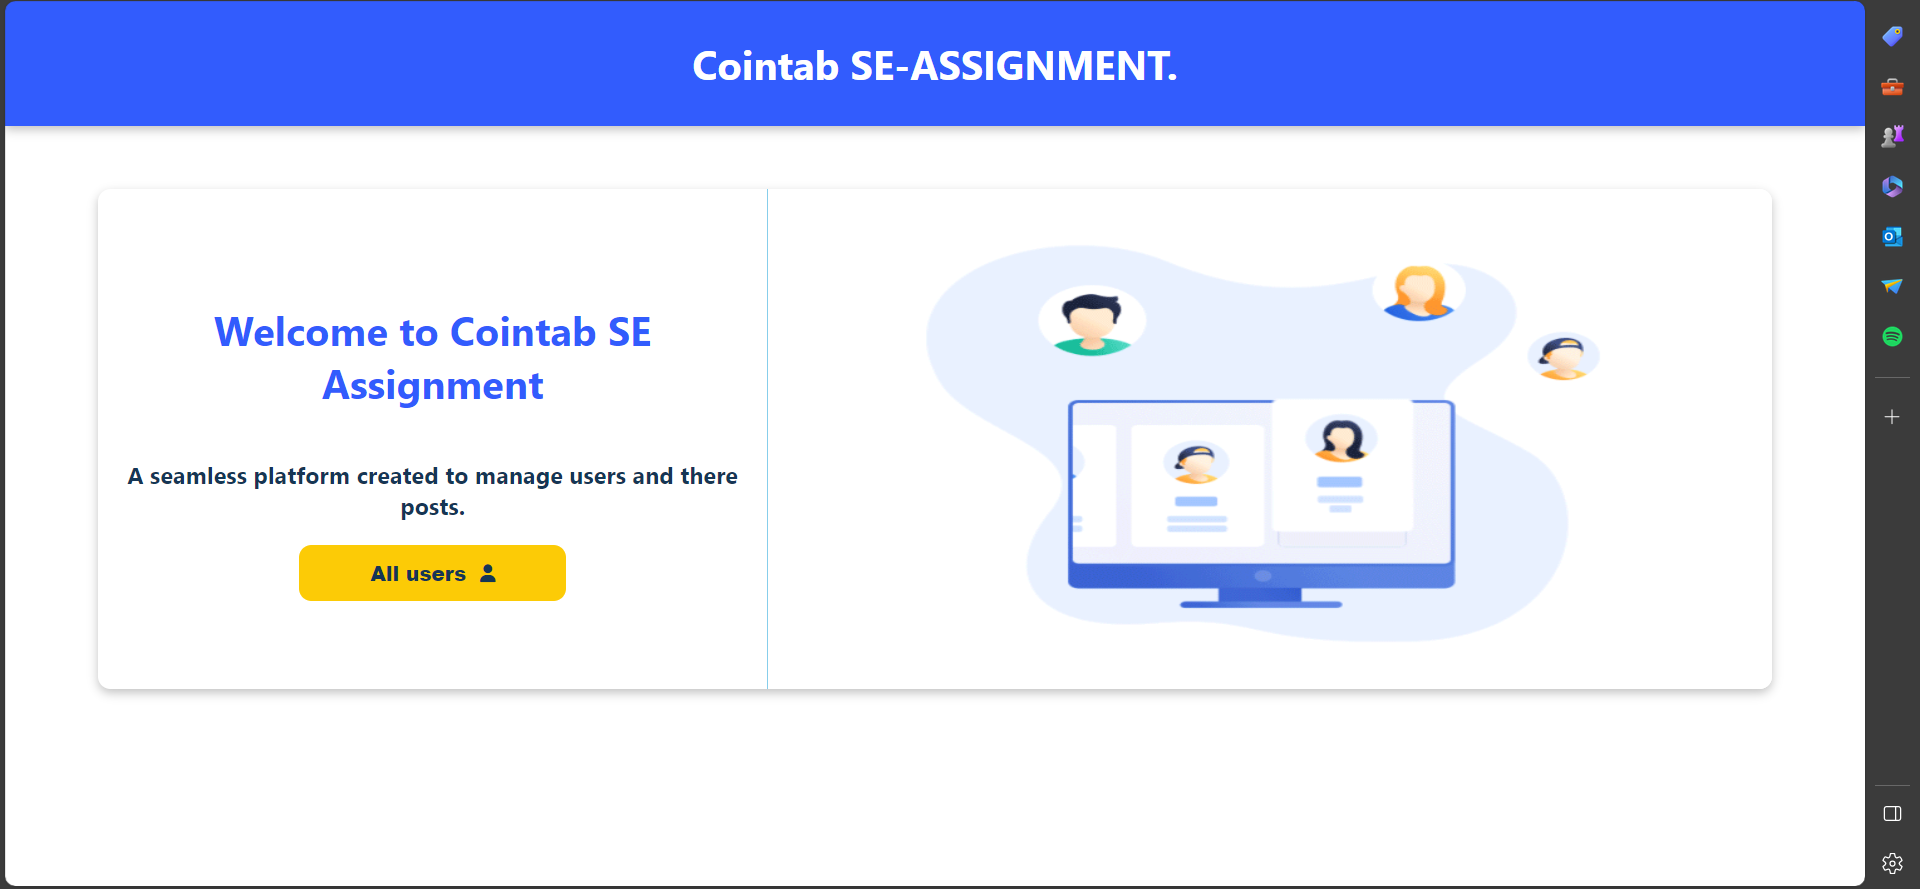 Cointab SE-ASSIGNMENT.
Welcome to Cointab SE
Assignment
A seamless platform created to manage users and there
posts.
All users